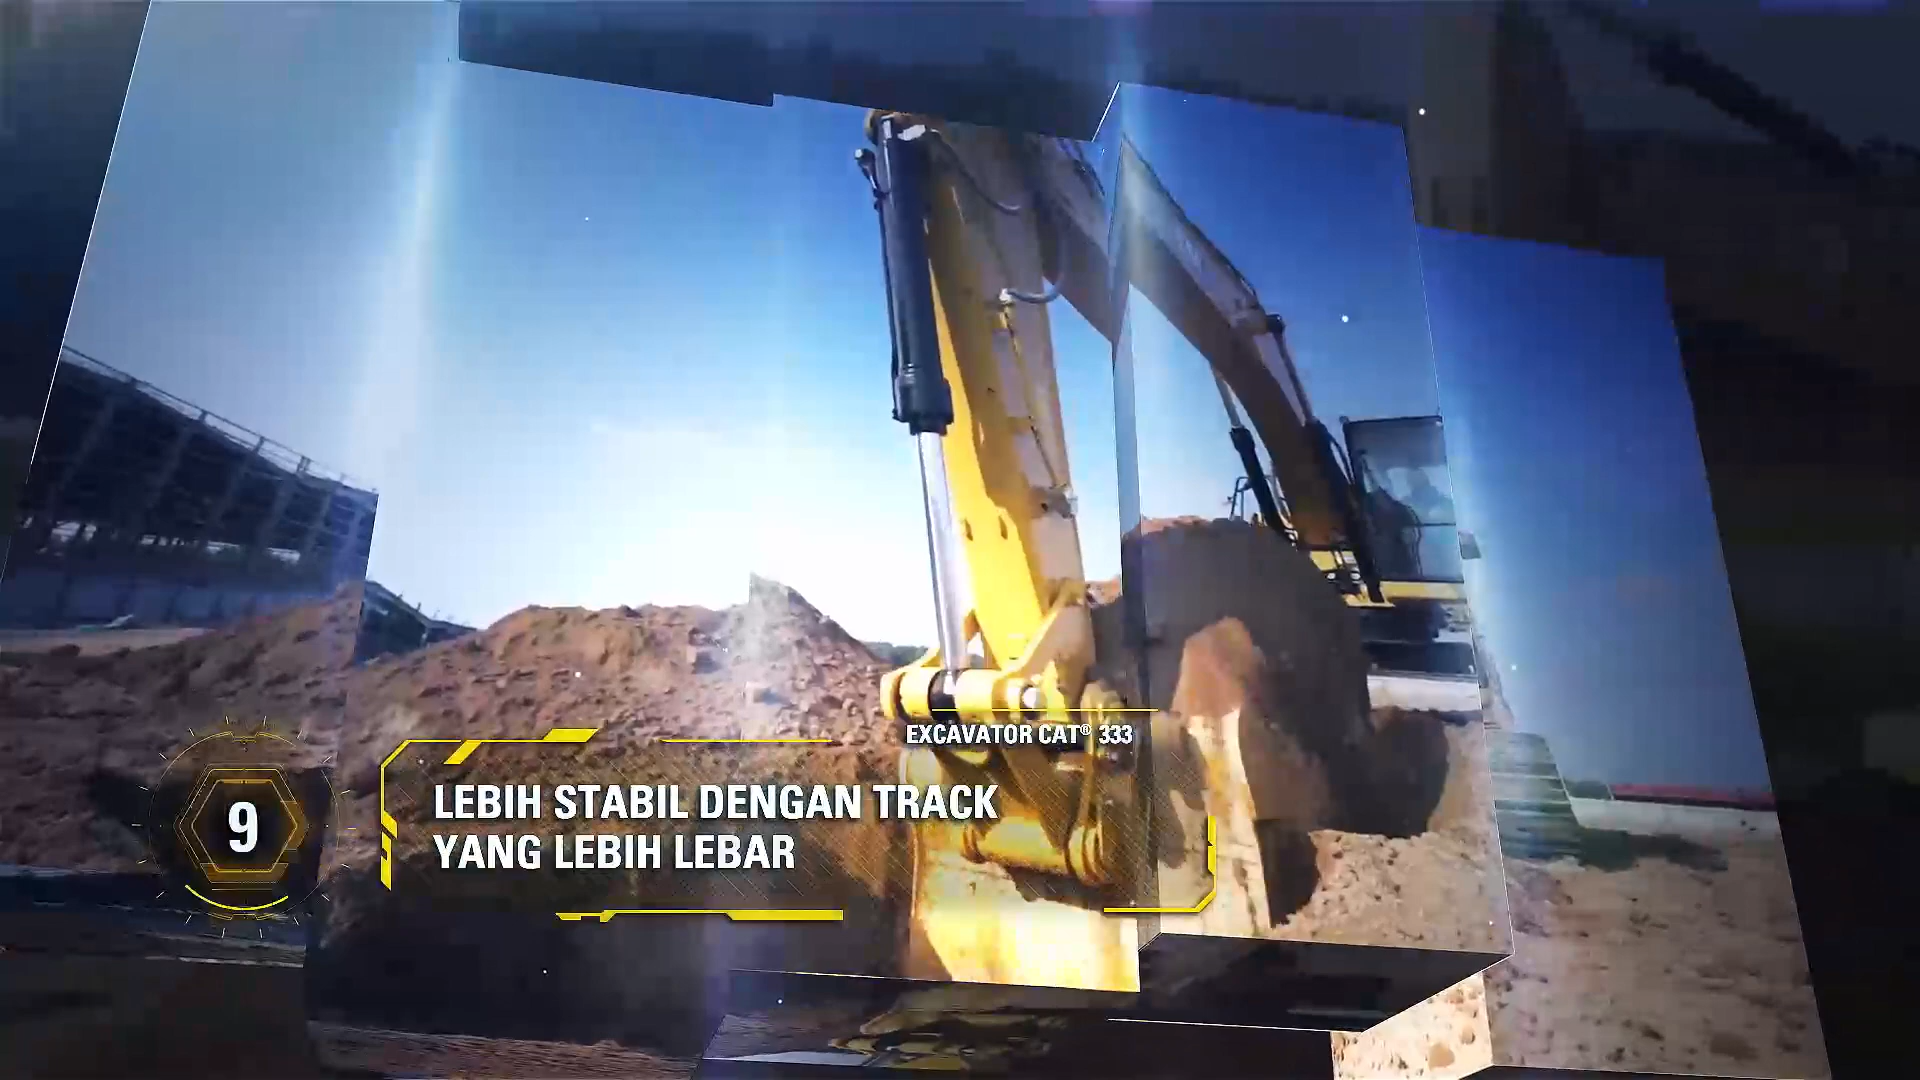 EXCAVATOR CAT® 333
9
LEBIH STABIL DENGAN TRACK
YANG LEBIH LEBAR